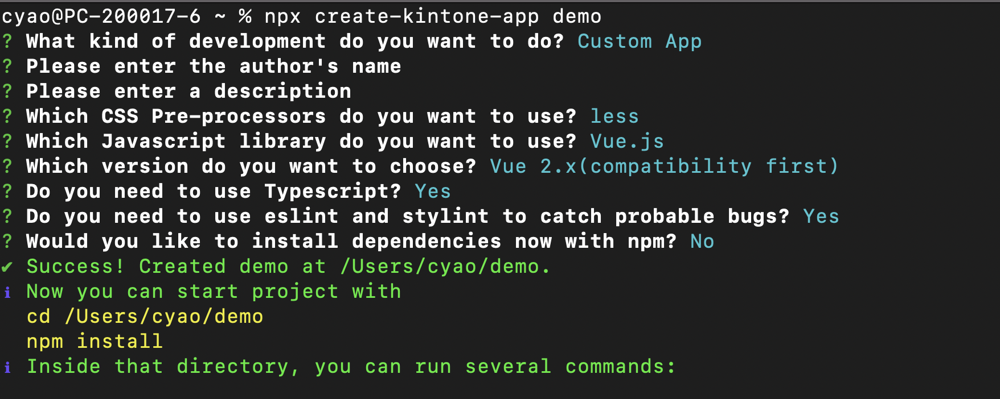 cyao@PC-200017-6 ~ % npx create-kintone-app demo
? What kind of development do you want to do? Custom App
? Please enter the author's name
? Please enter a description
? Which CSS Pre-processors do you want to use? less
? Which Javascript library do you want to use? Vue.js
? Which version do you want to choose? Vue 2.x(compatibility first)
? Do you need to use Typescript? Yes
? Do you need to use eslint and stylint to catch probable bugs? Yes
? Would you like to install dependencies now with npm? No
✔ Success! Created demo at /Users/cyao/demo.
ℹ Now you can start project with
cd /Users/cyao/demo
npm install
ℹ Inside that directory, you can run several commands: